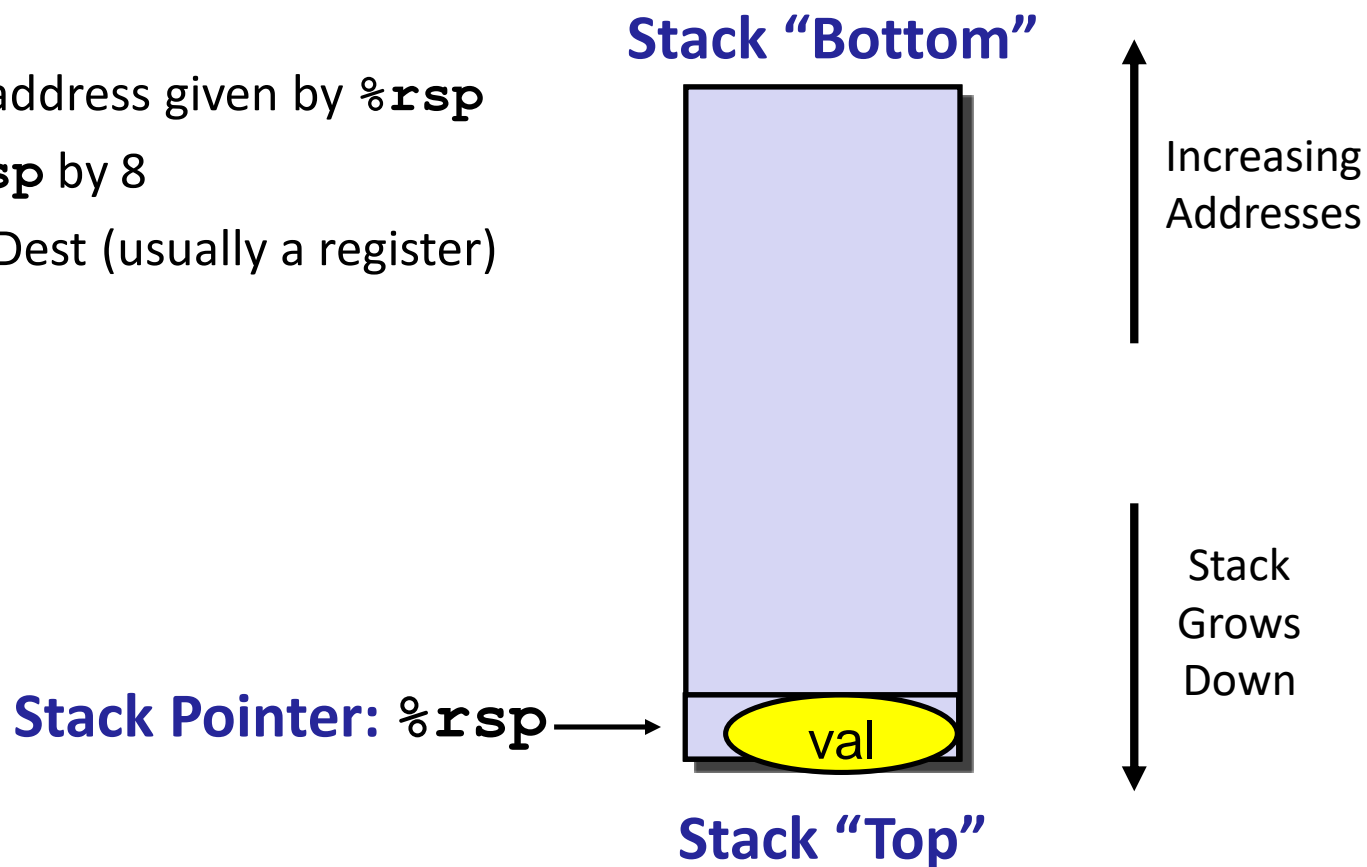 Stack “Bottom”
address given by %rsp
sp by 8
Dest (usually a register)
Increasing
Addresses
Stack
Grows
Down
Stack Pointer: %rsp
val
Stack “Top”